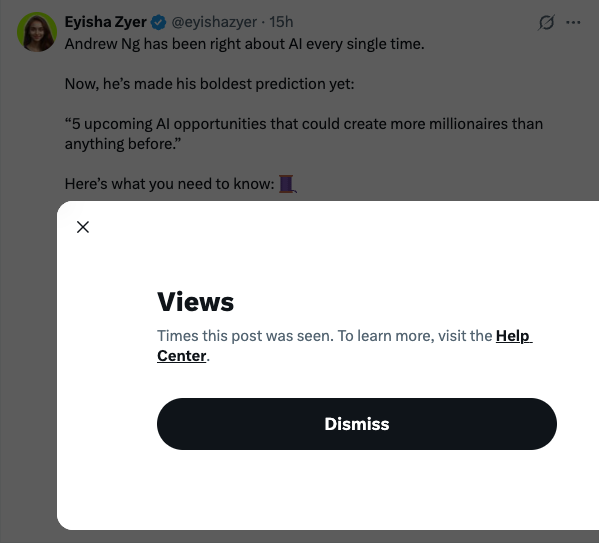 Eyisha Zyer @eyishazyer · 15h
Andrew Ng has been right about AI every single time.
Now, he's made his boldest prediction yet:
“5 upcoming AI opportunities that could create more millionaires than
anything before.”
Here's what you need to know: 🧵
Views
Times this post was seen. To learn more, visit the Help
Center.
Dismiss